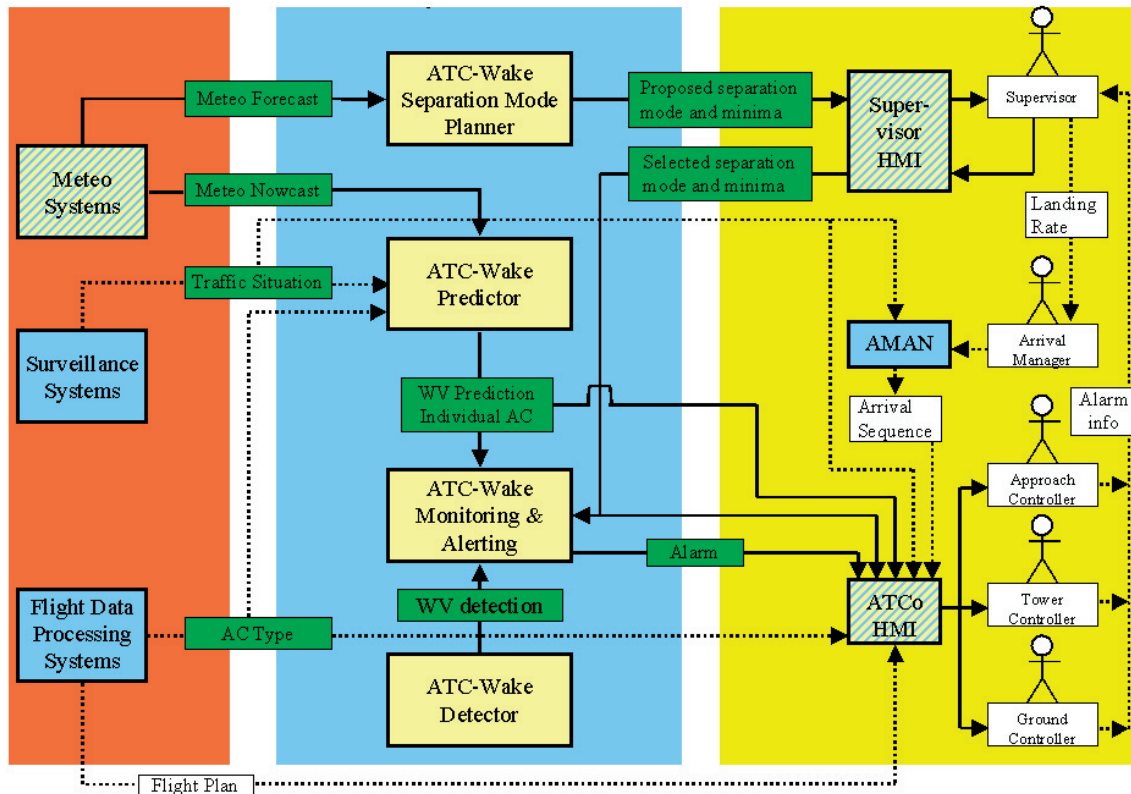 ATC-Wake
Separation Mode
Planner
Meteo Forecast
Proposed separation
mode and minima
Super-
visor
HMI
Supervisor
Meteo
Systems
Meteo Nowcast
Selected separation
mode and minima
Landing
Rate
ATC-Wake
Predictor
Traffic Situation
Surveillance
Systems
AMAN
Arrival
Manager
WV Prediction
Individual AC
Arrival
Sequence
Alarm
info
ATC-Wake
Monitoring &
Alerting
Approach
Controller
Alarm
WV detection
Flight Data
Processing
Systems
AC Type
ATCo
HMI
Tower
Controller
ATC-Wake
Detector
Ground
Controller
Flight Plan